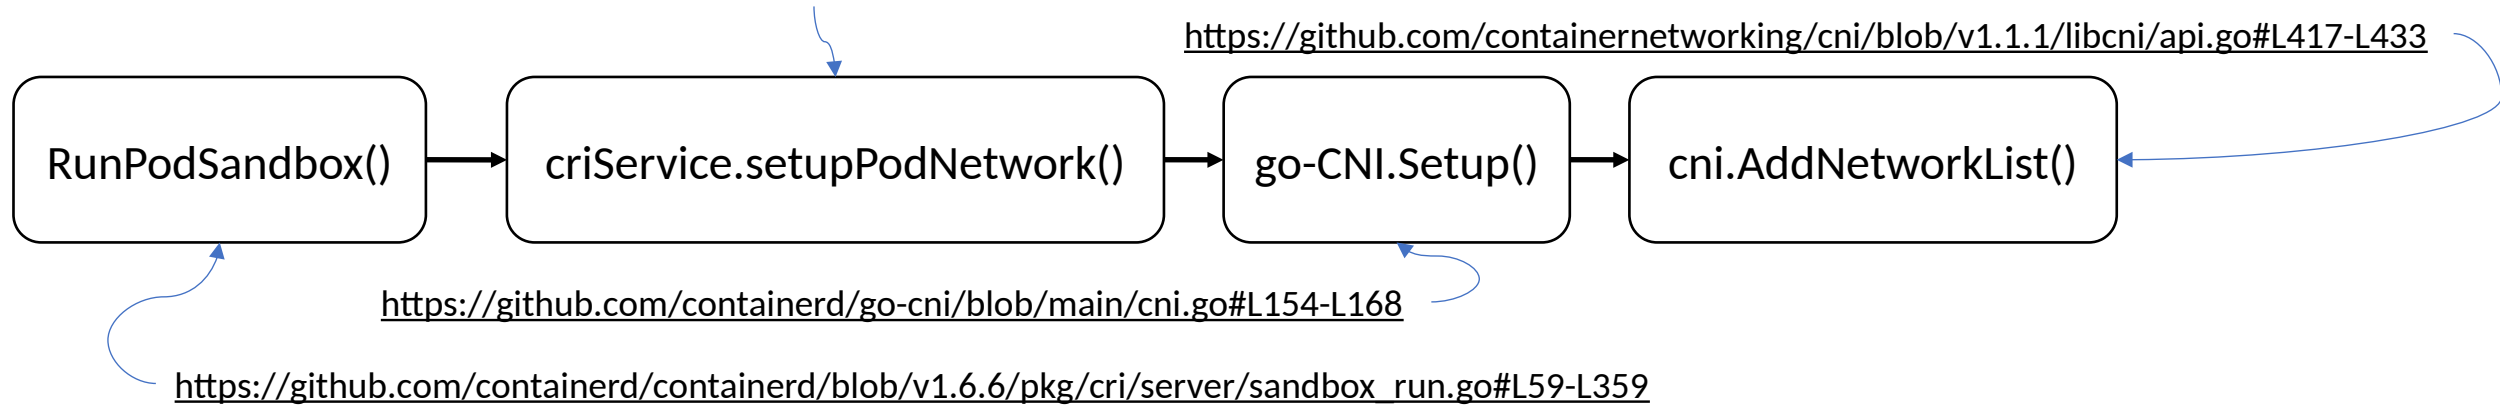 https://github.com/containernetworking/cni/blob/v1.1.1/libcni/api.go#L417-L433
RunPodSandbox()
criService.setupPodNetwork()
go-CNI.Setup()
cni.AddNetworkList()
https://github.com/containerd/go-cni/blob/main/cni.go#L154-L168
https://github.com/containerd/containerd/blob/v1.6.6/pkg/cri/server/sandbox_run.go#L59-L359